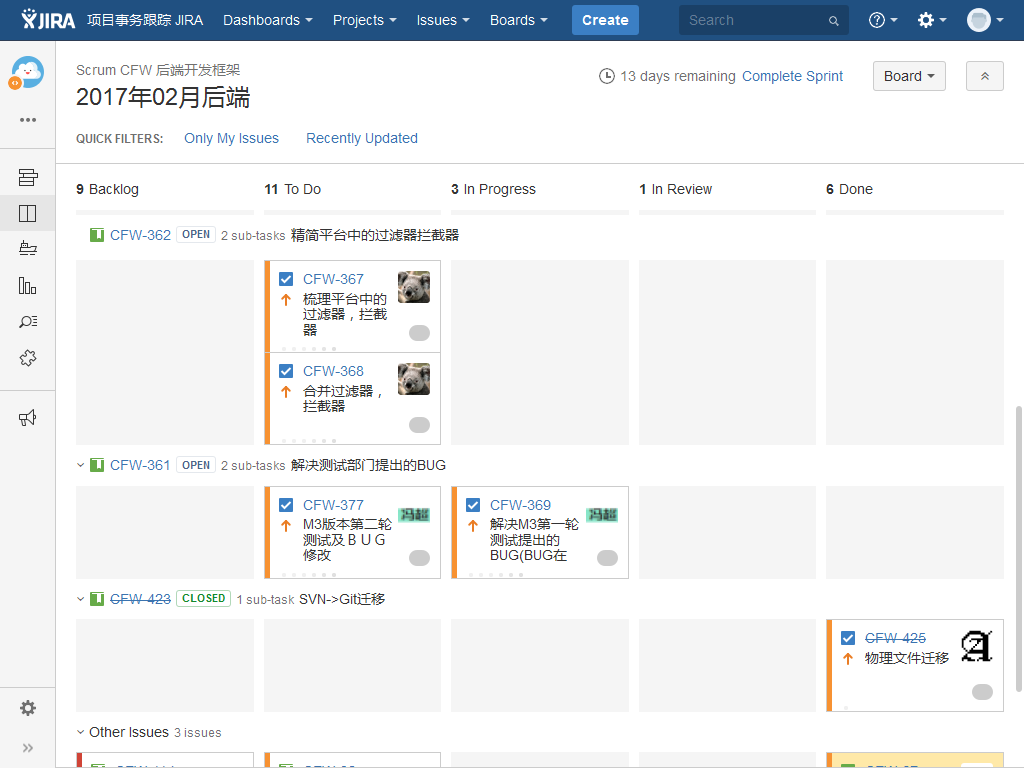 JIRA 项目事务跟踪 JIRA Dashboards Projects Issues Boards Create Search
Scrum CFW 后端开发框架
2017年02月后端
13 days remaining Complete Sprint Board
QUICK FILTERS: Only My Issues Recently Updated
9 Backlog 11 To Do 3 In Progress 1 In Review 6 Done
CFW-362 OPEN 2 sub-tasks 精简平台中的过滤器拦截器
CFW-367
梳理平台中的
过滤器，拦截
器
CFW-368
合并过滤器，
拦截器
CFW-361 OPEN 2 sub-tasks 解决测试部门提出的BUG
CFW-377
M3版本第二轮
测试及ＢＵＧ
修改
冯超
CFW-369
解决M3第一轮
测试提出的
BUG(BUG在
冯超
CFW-423 CLOSED 1 sub-task SVN->Git迁移
CFW-425
物理文件迁移
A
Other Issues 3 issues